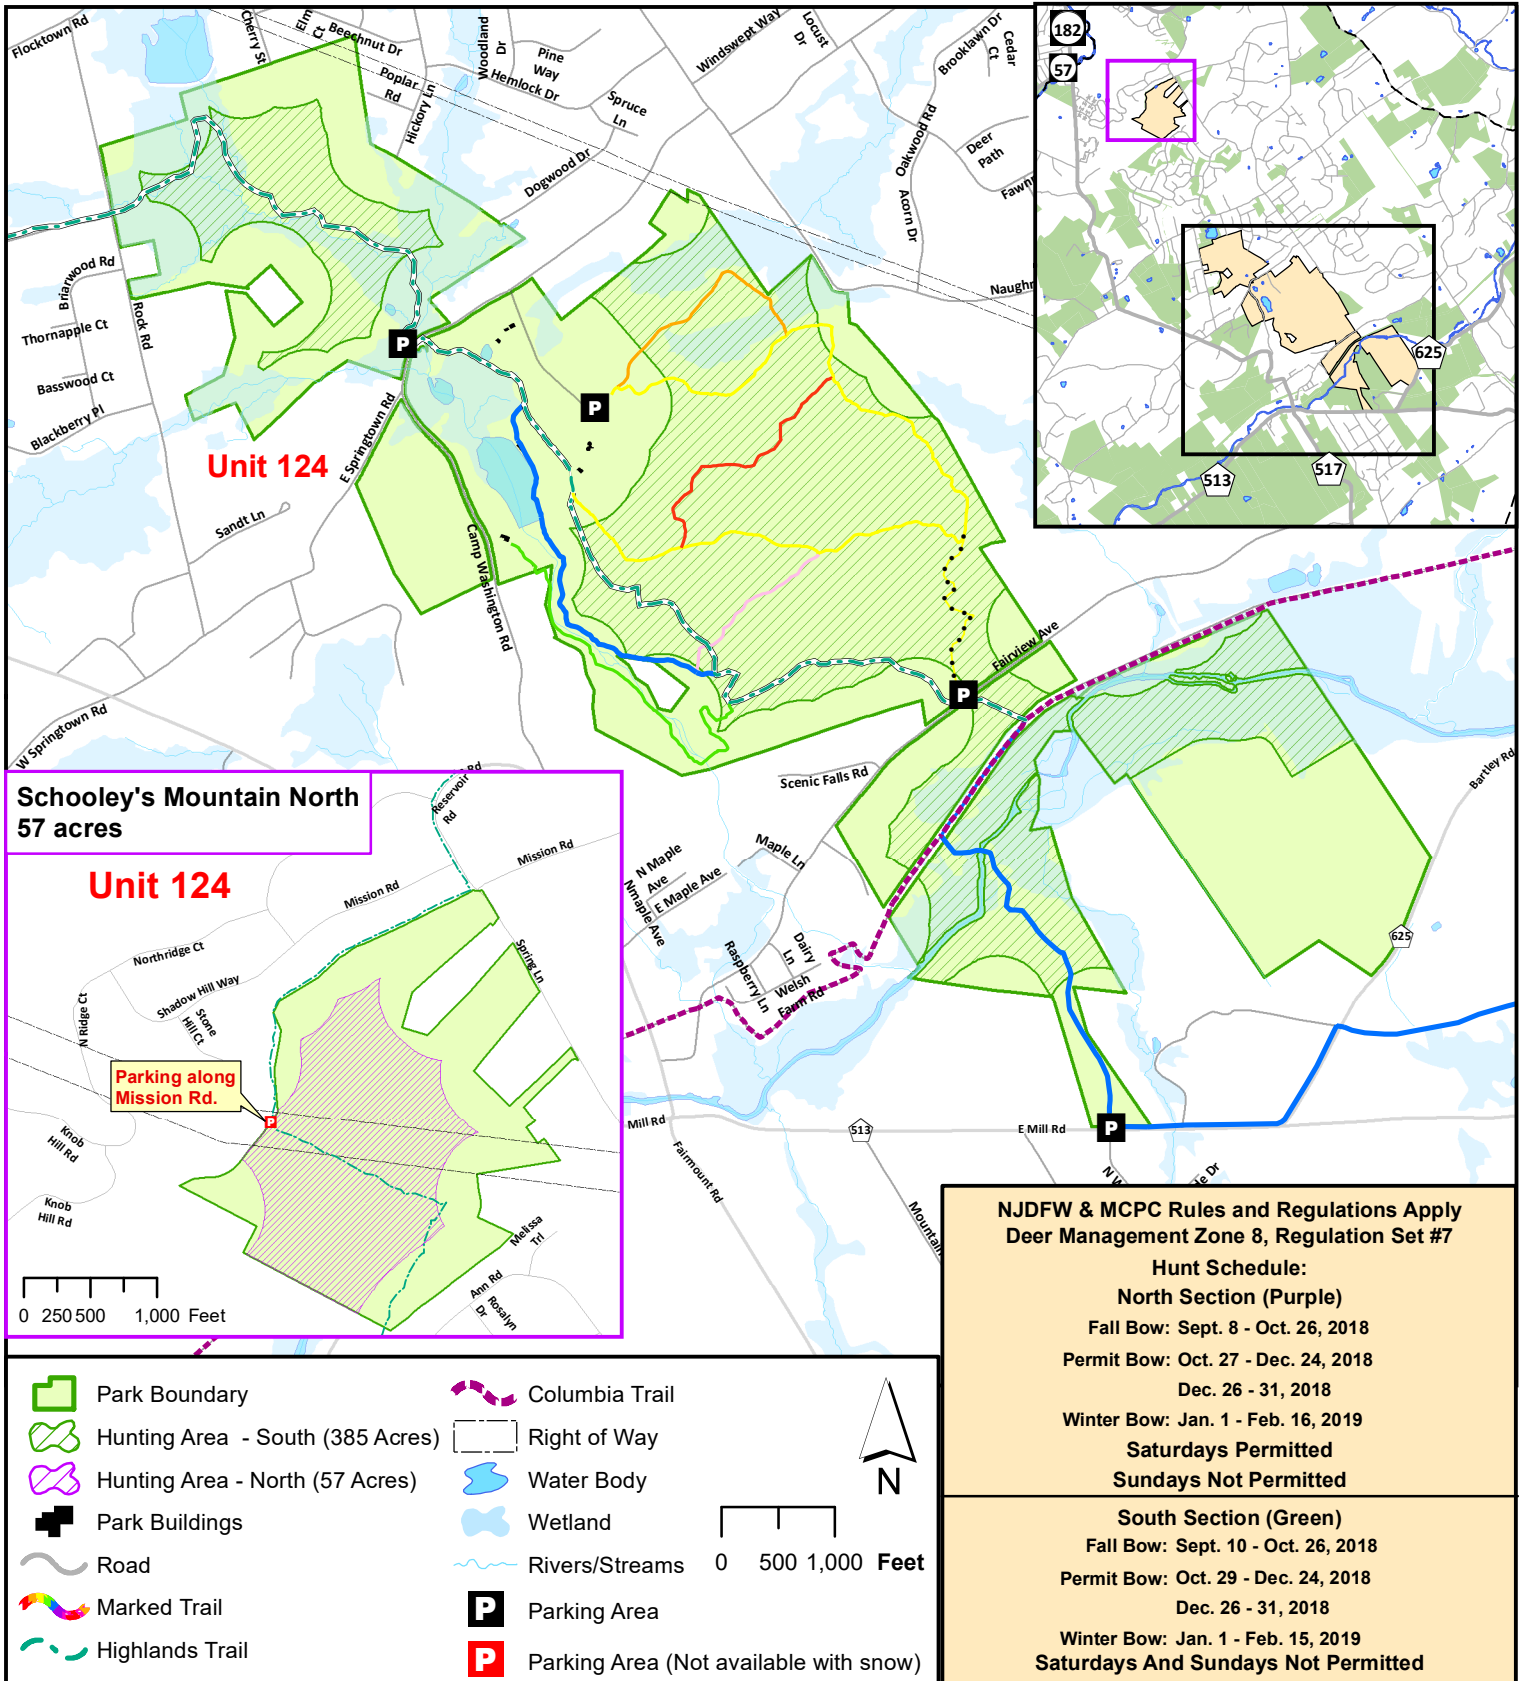 Flocktown Rd
Cherry St
Elm
Ct
Beechnut Dr
Poplar
Rd
Hickory Ln
Woodland
Dr
Pine
Way
Hemlock Dr
Spruce
Ln
Dogwood Dr
Windswept Way
Locust
Dr
Brooklawn Dr
Cedar
Ct
Oakwood Rd
Deer
Path
Acorn Dr
182
57
625
513
517
Briarwood Rd
Thornapple Ct
Rock Rd
Basswood Ct
Blackberry Pl
P
P
E Springtown Rd
Unit 124
Sandt Ln
Camp Washington Rd
Fairview Ave
P
W Springtown Rd
Scenic Falls Rd
Bartley Rd
Maple Ln
N Maple
Ave
E Maple Ave
Nmaple Ave
Dairy
Ln
Raspberry Ln
Welsh
Farm Rd
625
Mill Rd
513
E Mill Rd
P
Fairmount Rd
Mountain
N W
le Dr
Schooley's Mountain North
57 acres
Unit 124
Reservoir Rd
Rd
Mission Rd
Mission Rd
Northridge Ct
Spring Ln
Shadow Hill Way
Stone
Hill Ct
N Ridge Ct
Parking along
Mission Rd.
P
Knob
Hill Rd
Knob
Hill Rd
Melissa
Trl
Ann Rd
Rosalyn
Dr
0 250 500 1,000 Feet
Park Boundary
Hunting Area - South (385 Acres)
Hunting Area - North (57 Acres)
Park Buildings
Road
Marked Trail
Highlands Trail
Columbia Trail
Right of Way
Water Body
Wetland
Rivers/Streams
P Parking Area
P Parking Area (Not available with snow)
N
0 500 1,000 Feet
NJDFW & MCPC Rules and Regulations Apply
Deer Management Zone 8, Regulation Set #7
Hunt Schedule:
North Section (Purple)
Fall Bow: Sept. 8 - Oct. 26, 2018
Permit Bow: Oct. 27 - Dec. 24, 2018
Dec. 26 - 31, 2018
Winter Bow: Jan. 1 - Feb. 16, 2019
Saturdays Permitted
Sundays Not Permitted
South Section (Green)
Fall Bow: Sept. 10 - Oct. 26, 2018
Permit Bow: Oct. 29 - Dec. 24, 2018
Dec. 26 - 31, 2018
Winter Bow: Jan. 1 - Feb. 15, 2019
Saturdays And Sundays Not Permitted